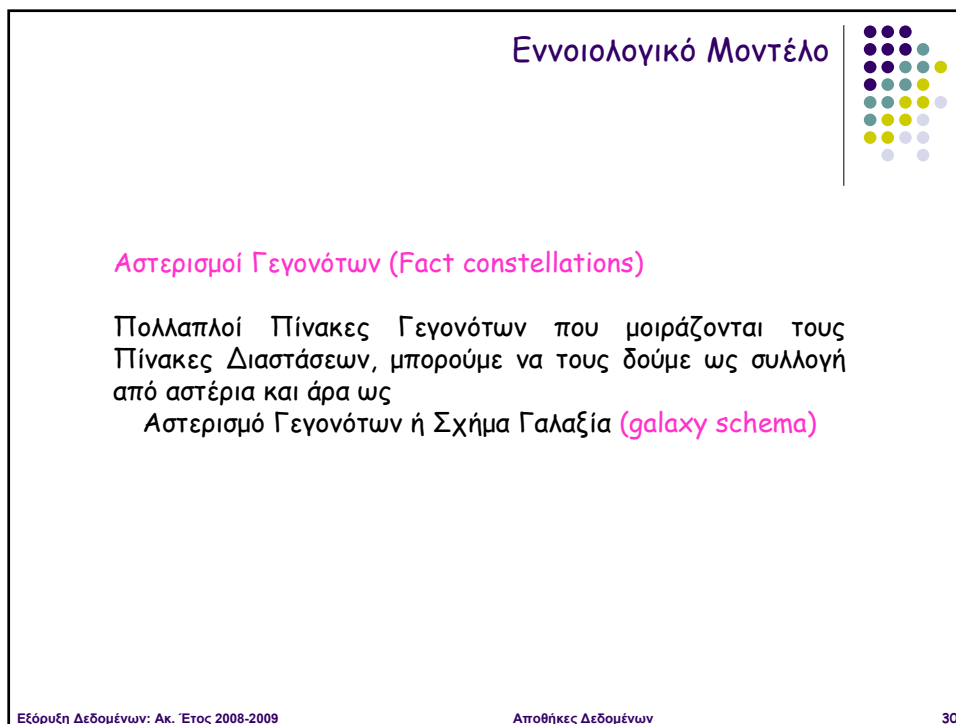 Εννοιολογικό Μοντέλο
Αστερισμοί Γεγονότων (Fact constellations)
Πολλαπλοί Πίνακες Γεγονότων που μοιράζονται τους
Πίνακες Διαστάσεων, μπορούμε να τους δούμε ως συλλογή
από αστέρια και άρα ως
Αστερισμό Γεγονότων ή Σχήμα Γαλαξία (galaxy schema)
Εξόρυξη Δεδομένων: Ακ. Έτος 2008-2009 Αποθήκες Δεδομένων 30